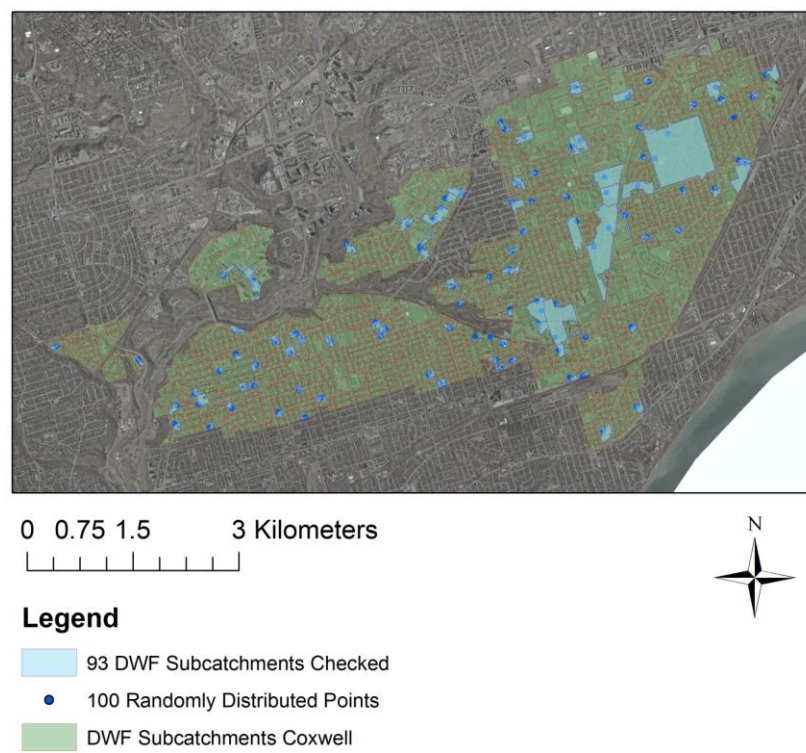 0 0.75 1.5 3 Kilometers
N
Legend
93 DWF Subcatchments Checked
100 Randomly Distributed Points
DWF Subcatchments Coxwell